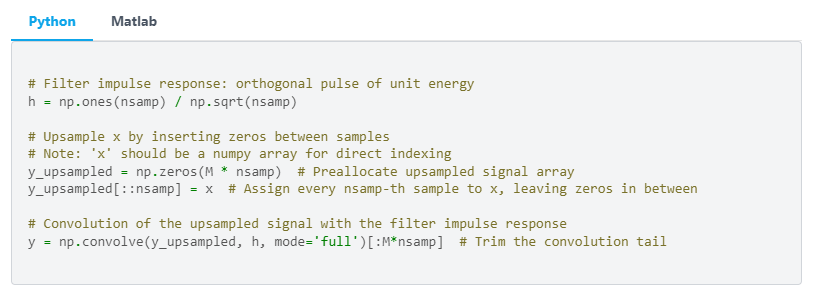 Python Matlab
# Filter impulse response: orthogonal pulse of unit energy
h = np.ones(nsamp) / np.sqrt(nsamp)
# Upsample x by inserting zeros between samples
# Note: 'x' should be a numpy array for direct indexing
y_upsampled = np.zeros(M * nsamp)  # Preallocate upsampled signal array
y_upsampled[::nsamp] = x  # Assign every nsamp-th sample to x, leaving zeros in between
# Convolution of the upsampled signal with the filter impulse response
y = np.convolve(y_upsampled, h, mode='full')[:M*nsamp]  # Trim the convolution tail